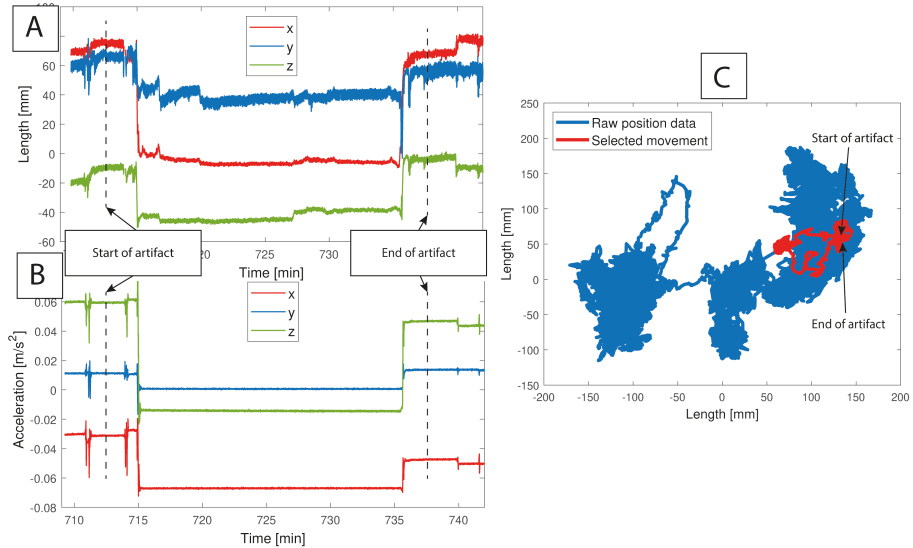 A
100
80
60
40
20
0
-20
-40
-60
Length [mm]
x
y
z
Time [min]
Start of artifact
End of artifact
B
0.06
0.04
0.02
0
-0.02
-0.04
-0.06
-0.08
Acceleration [m/s²]
x
y
z
710 715 720 725 730 735 740
Time [min]
C
250
200
150
100
50
0
50
100
150
Length [mm]
Raw position data
Selected movement
Start of artifact
End of artifact
-200 -150 -100 -50 0 50 100 150 200
Length [mm]